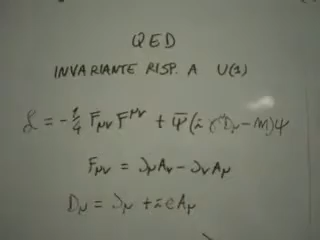 QED
INVARIANTE RISP. A U(1)
ℒ = -1/4 F_μν F^μν + ψ̄(i γ^μ D_μ - m)ψ
F_μν = ∂_μ A_ν - ∂_ν A_μ
D_μ = ∂_μ + i e A_μ